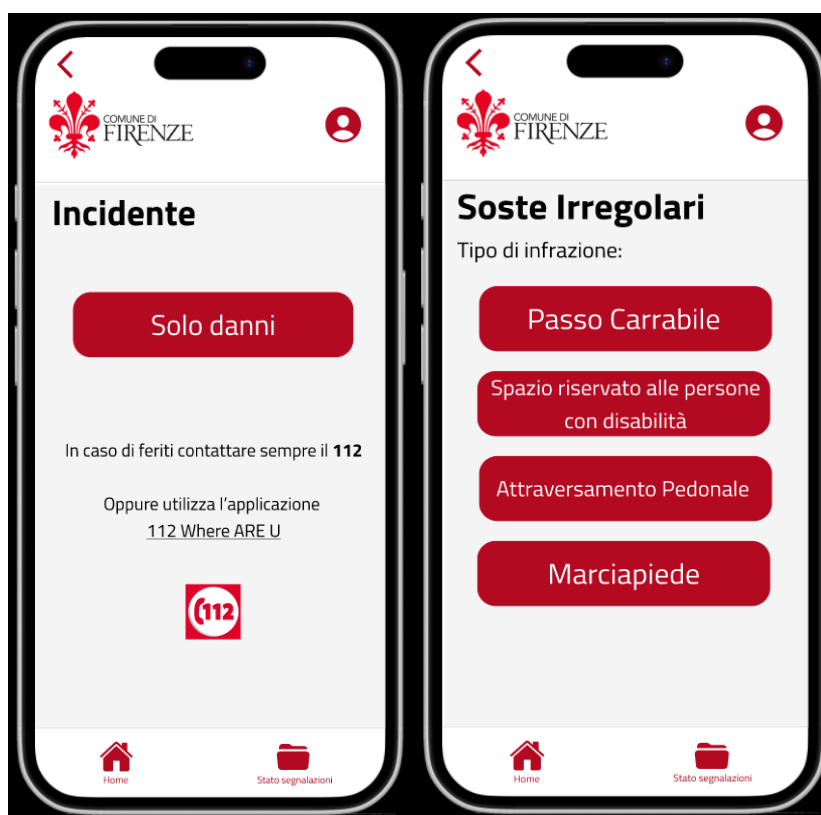 COMUNE DI
FIRENZE
Incidente
Solo danni
In caso di feriti contattare sempre il 112
Oppure utilizza l’applicazione
112 Where ARE U
112
Home
Stato segnalazioni
COMUNE DI
FIRENZE
Soste Irregolari
Tipo di infrazione:
Passo Carrabile
Spazio riservato alle persone
con disabilità
Attraversamento Pedonale
Marciapiede
Home
Stato segnalazioni